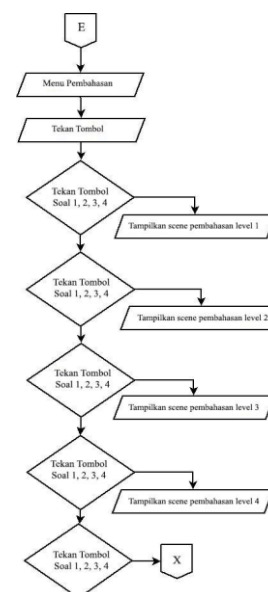 E
Menu Pembahasan
Tekan Tombol
Tekan Tombol
Soal 1, 2, 3, 4
Tampilkan scene pembahasan level 1
Tekan Tombol
Soal 1, 2, 3, 4
Tampilkan scene pembahasan level 2
Tekan Tombol
Soal 1, 2, 3, 4
Tampilkan scene pembahasan level 3
Tekan Tombol
Soal 1, 2, 3, 4
Tampilkan scene pembahasan level 4
Tekan Tombol
Soal 1, 2, 3, 4
X